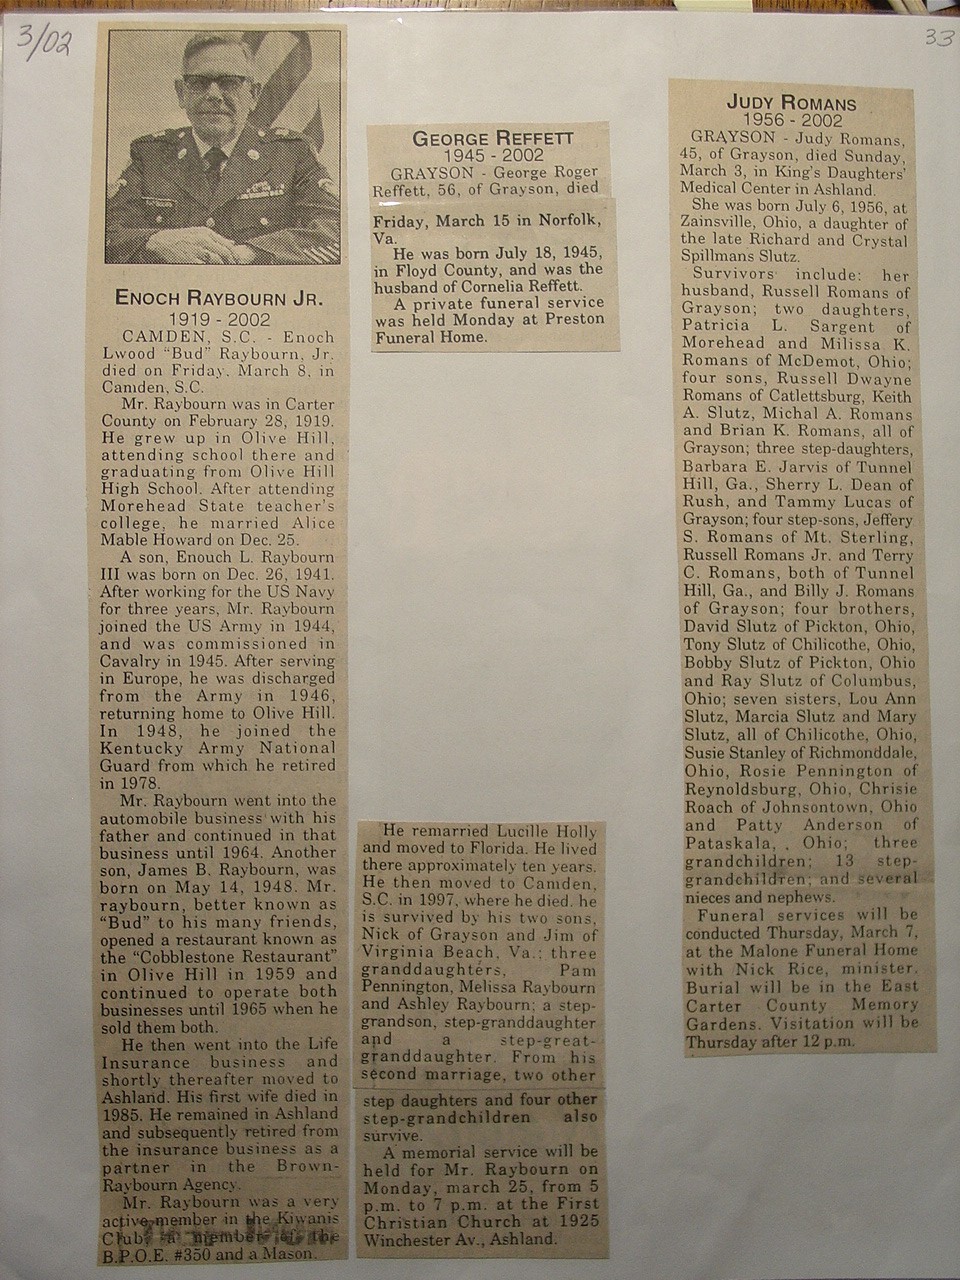 3/02
33
ENOCH RAYBOURN JR.
1919 - 2002
CAMDEN, S.C. - Enoch
Lwood "Bud" Raybourn, Jr.
died on Friday, March 8, in
Camden, S.C.
Mr. Raybourn was in Carter
County on February 28, 1919.
He grew up in Olive Hill,
attending school there and
graduating from Olive Hill
High School. After attending
Morehead State teacher's
college, he married Alice
Mable Howard on Dec. 25.
A son, Enouch L. Raybourn
III was born on Dec. 26, 1941.
After working for the US Navy
for three years, Mr. Raybourn
joined the US Army in 1944,
and was commissioned in
Cavalry in 1945. After serving
in Europe, he was discharged
from the Army in 1946,
returning home to Olive Hill.
In 1948, he joined the
Kentucky Army National
Guard from which he retired
in 1978.
Mr. Raybourn went into the
automobile business with his
father and continued in that
business until 1964. Another
son, James B. Raybourn, was
born on May 14, 1948. Mr.
raybourn, better known as
"Bud" to his many friends,
opened a restaurant known as
the "Cobblestone Restaurant"
in Olive Hill in 1959 and
continued to operate both
businesses until 1965 when he
sold them both.
He then went into the Life
Insurance business and
shortly thereafter moved to
Ashland. His first wife died in
1985. He remained in Ashland
and subsequently retired from
the insurance business as a
partner in the Brown-
Raybourn Agency.
Mr. Raybourn was a very
active member in the Kiwanis
Club, a member of the
B.P.O.E. #350 and a Mason.
He remarried Lucille Holly
and moved to Florida. He lived
there approximately ten years.
He then moved to Camden,
S.C. in 1997, where he died. he
is survived by his two sons,
Nick of Grayson and Jim of
Virginia Beach, Va.; three
granddaughters, Pam
Pennington, Melissa Raybourn
and Ashley Raybourn; a step-
grandson, step-granddaughter
and a step-great-
granddaughter. From his
second marriage, two other
step daughters and four other
step-grandchildren also
survive.
A memorial service will be
held for Mr. Raybourn on
Monday, march 25, from 5
p.m. to 7 p.m. at the First
Christian Church at 1925
Winchester Av., Ashland.
GEORGE REFFETT
1945 - 2002
GRAYSON - George Roger
Reffett, 56, of Grayson, died
Friday, March 15 in Norfolk,
Va.
He was born July 18, 1945,
in Floyd County, and was the
husband of Cornelia Reffett.
A private funeral service
was held Monday at Preston
Funeral Home.
JUDY ROMANS
1956 - 2002
GRAYSON - Judy Romans,
45, of Grayson, died Sunday,
March 3, in King's Daughters'
Medical Center in Ashland.
She was born July 6, 1956, at
Zainsville, Ohio, a daughter of
the late Richard and Crystal
Spillmans Slutz.
Survivors include: her
husband, Russell Romans of
Grayson; two daughters,
Patricia L. Sargent of
Morehead and Milissa K.
Romans of McDemot, Ohio;
four sons, Russell Dwayne
Romans of Catlettsburg, Keith
A. Slutz, Michal A. Romans
and Brian K. Romans, all of
Grayson; three step-daughters,
Barbara E. Jarvis of Tunnel
Hill, Ga., Sherry L. Dean of
Rush, and Tammy Lucas of
Grayson; four step-sons, Jeffery
S. Romans of Mt. Sterling,
Russell Romans Jr. and Terry
C. Romans, both of Tunnel
Hill, Ga., and Billy J. Romans
of Grayson; four brothers,
David Slutz of Pickton, Ohio,
Tony Slutz of Chilicothe, Ohio,
Bobby Slutz of Pickton, Ohio
and Ray Slutz of Columbus,
Ohio; seven sisters, Lou Ann
Slutz, Marcia Slutz and Mary
Slutz, all of Chilicothe, Ohio,
Susie Stanley of Richmonddale,
Ohio, Rosie Pennington of
Reynoldsburg, Ohio, Chrisie
Roach of Johnsontown, Ohio
and Patty Anderson of
Pataskala, , Ohio; three
grandchildren; 13 step-
grandchildren; and several
nieces and nephews.
Funeral services will be
conducted Thursday, March 7,
at the Malone Funeral Home
with Nick Rice, minister.
Burial will be in the East
Carter County Memory
Gardens. Visitation will be
Thursday after 12 p.m.